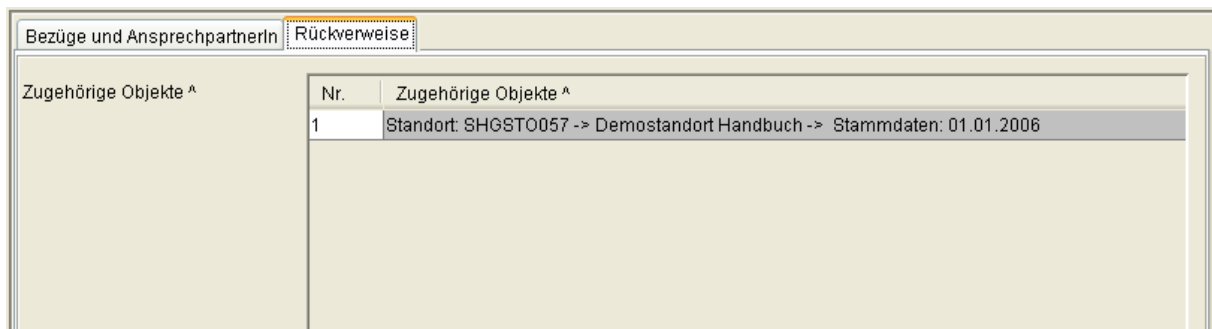 Bezüge und AnsprechpartnerIn Rückverweise
Zugehörige Objekte ^ Nr. Zugehörige Objekte ^
1 Standort: SHGSTO057 -> Demostandort Handbuch -> Stammdaten: 01.01.2006